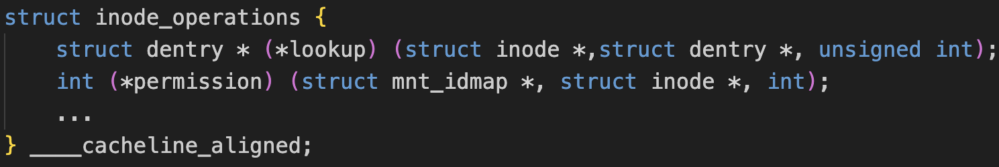 struct inode_operations {
    struct dentry * (*lookup) (struct inode *,struct dentry *, unsigned int);
    int (*permission) (struct mnt_idmap *, struct inode *, int);
    ...
} ____cacheline_aligned;